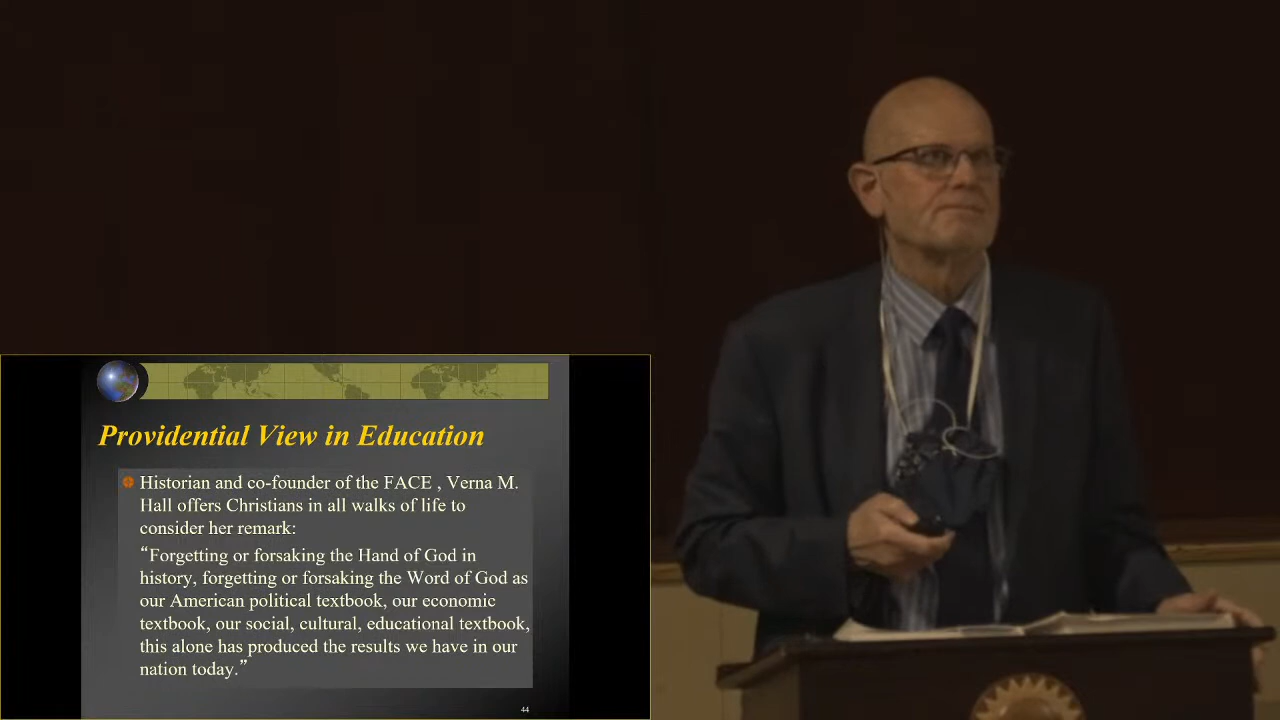 Providential View in Education
Historian and co-founder of the FACE , Verna M.
Hall offers Christians in all walks of life to
consider her remark:
“Forgetting or forsaking the Hand of God in
history, forgetting or forsaking the Word of God as
our American political textbook, our economic
textbook, our social, cultural, educational textbook,
this alone has produced the results we have in our
nation today.”
44